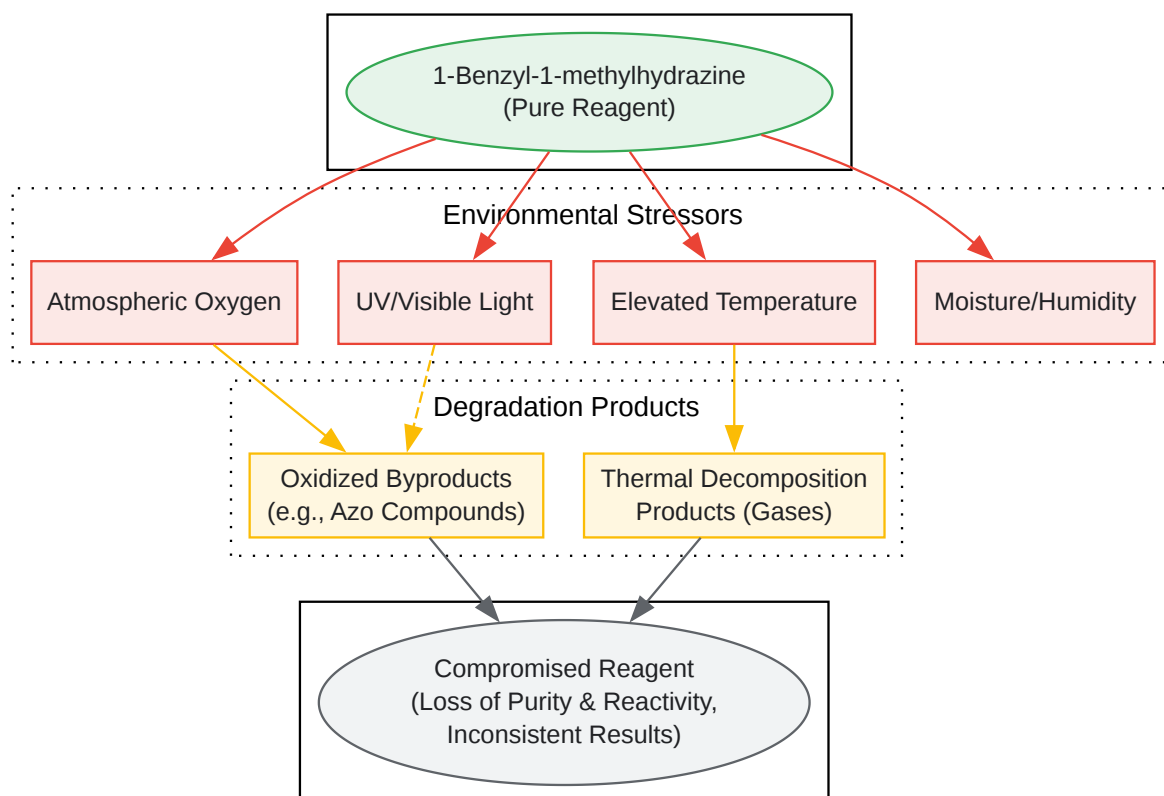 1-Benzyl-1-methylhydrazine
(Pure Reagent)
Environmental Stressors
Atmospheric Oxygen
UV/Visible Light
Elevated Temperature
Moisture/Humidity
Degradation Products
Oxidized Byproducts
(e.g., Azo Compounds)
Thermal Decomposition
Products (Gases)
Compromised Reagent
(Loss of Purity & Reactivity,
Inconsistent Results)